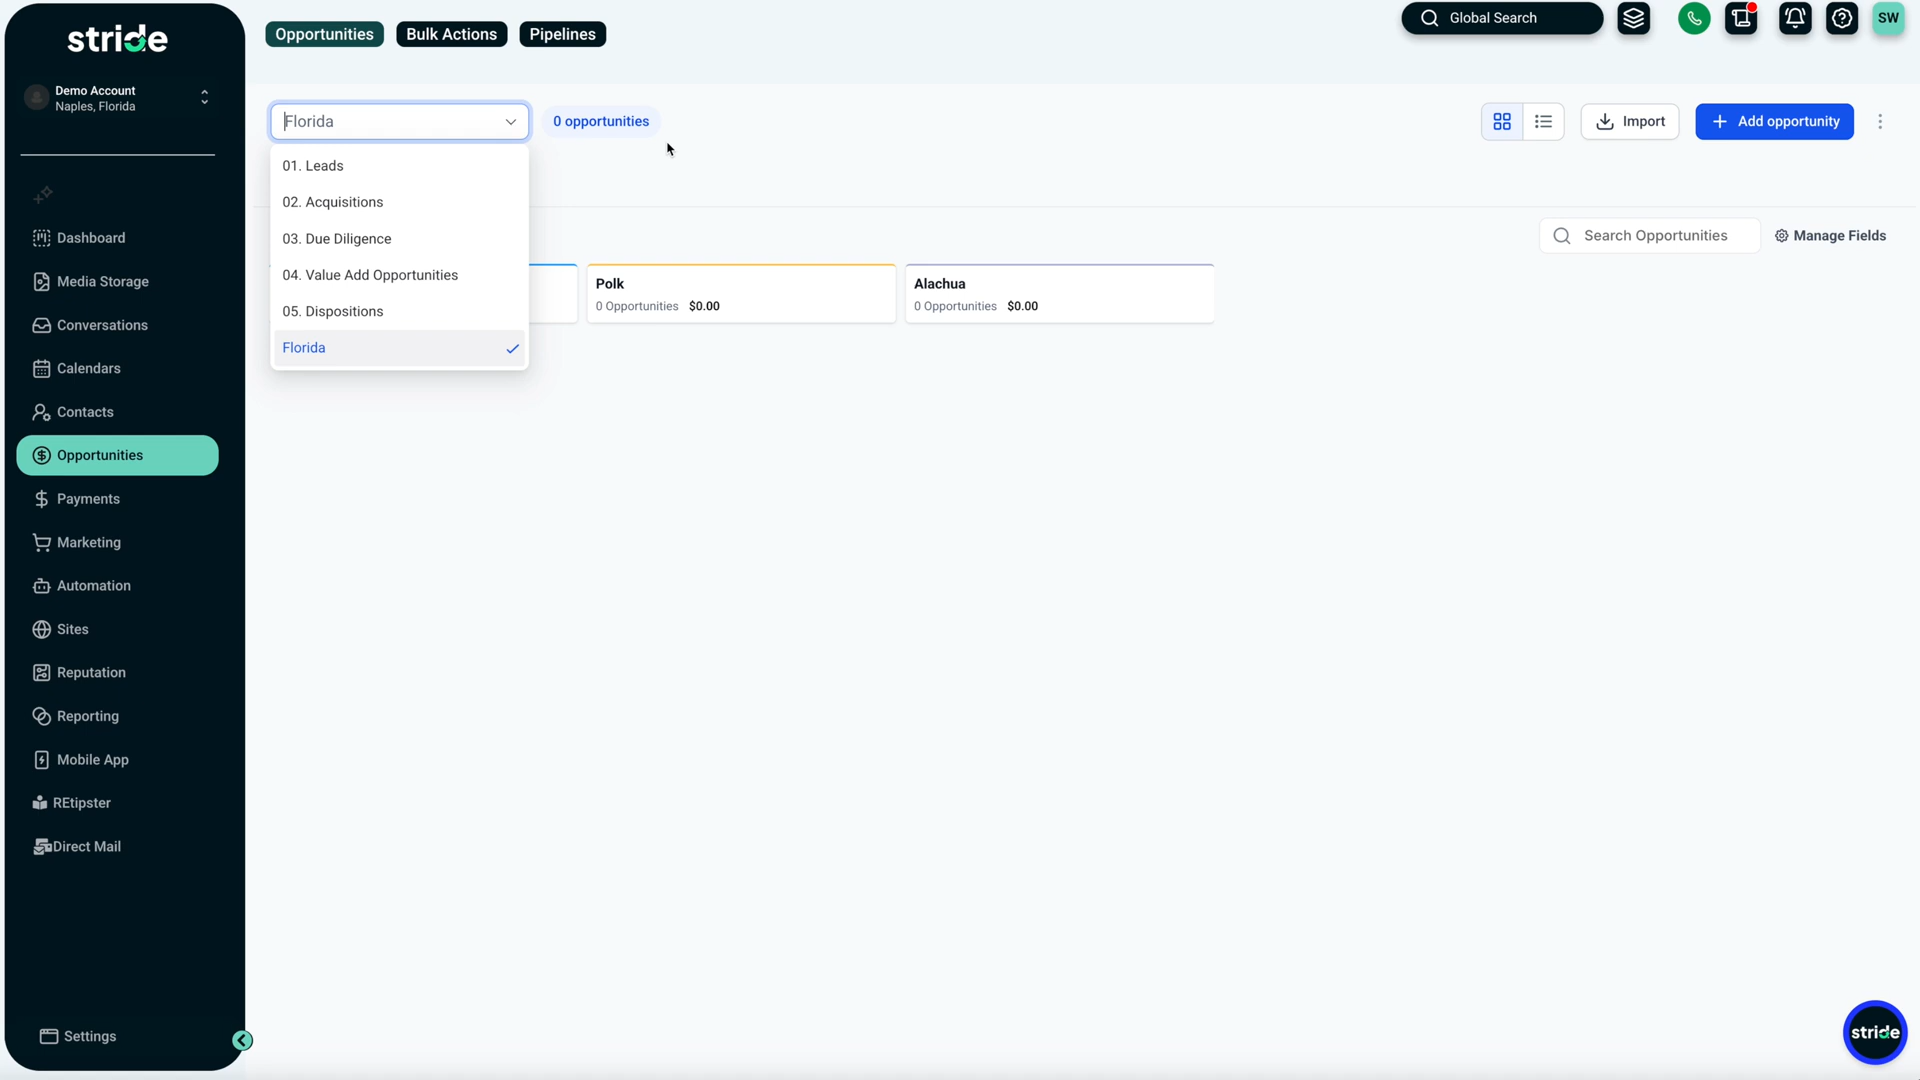 stride
Demo Account
Naples, Florida
Dashboard
Media Storage
Conversations
Calendars
Contacts
Opportunities
Payments
Marketing
Automation
Sites
Reputation
Reporting
Mobile App
REtipster
Direct Mail
Settings
Opportunities
Bulk Actions
Pipelines
Global Search
SW
Florida
0 opportunities
Import
Add opportunity
01. Leads
02. Acquisitions
03. Due Diligence
04. Value Add Opportunities
05. Dispositions
Florida
Search Opportunities
Manage Fields
Polk
0 Opportunities $0.00
Alachua
0 Opportunities $0.00
stride